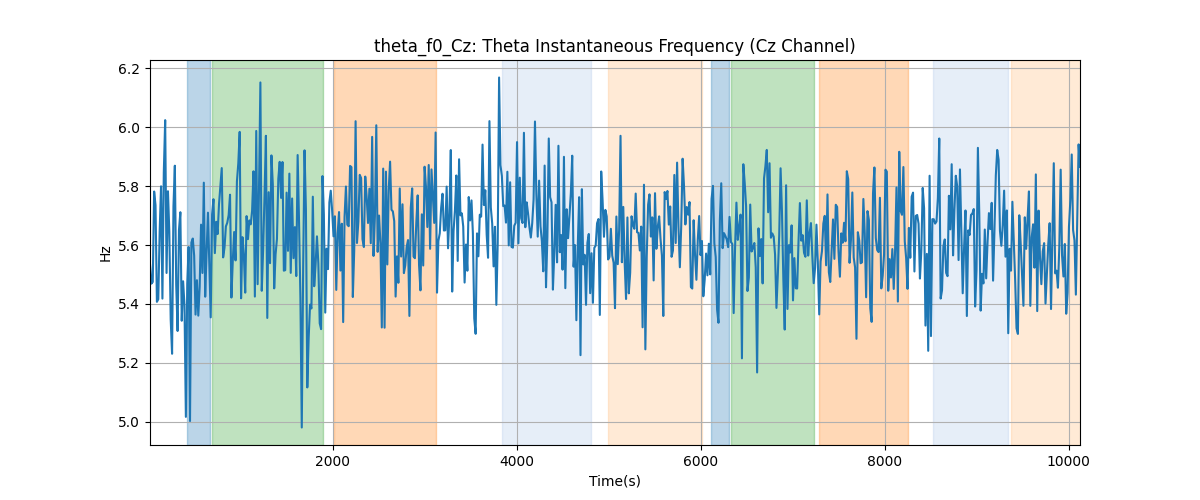 theta_f0_Cz: Theta Instantaneous Frequency (Cz Channel)
6.2
6.0
5.8
5.6
5.4
5.2
5.0
Hz
2000 4000 6000 8000 10000
Time(s)